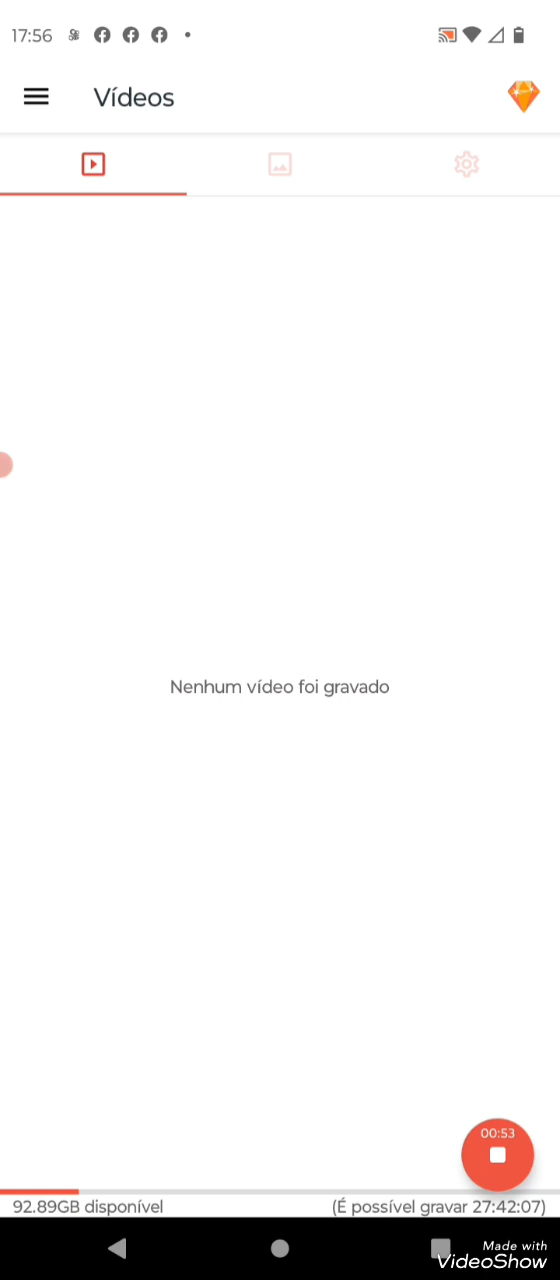 17:56
Vídeos
Nenhum vídeo foi gravado
00:53
92.89GB disponível
(É possível gravar 27:42:07)
Made with
VideoShow